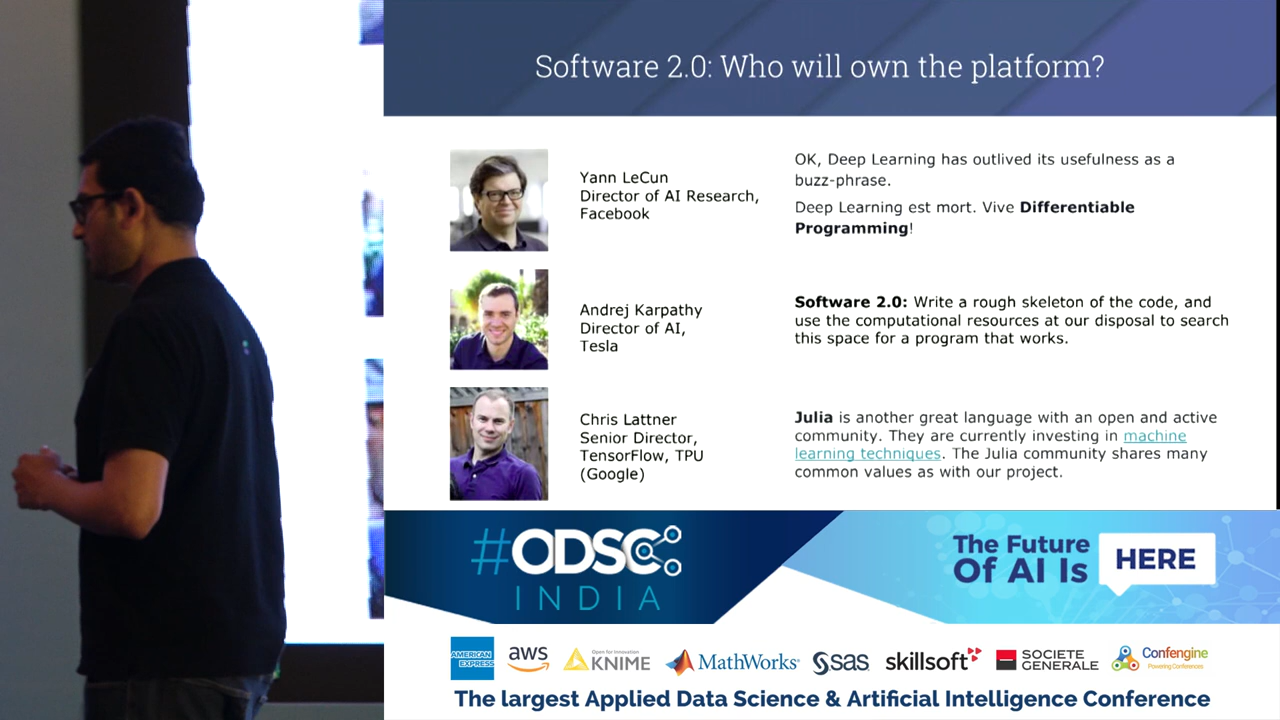 Software 2.0: Who will own the platform?
Yann LeCun
Director of AI Research,
Facebook
OK, Deep Learning has outlived its usefulness as a
buzz-phrase.
Deep Learning est mort. Vive Differentiable
Programming!
Andrej Karpathy
Director of AI,
Tesla
Software 2.0: Write a rough skeleton of the code, and
use the computational resources at our disposal to search
this space for a program that works.
Chris Lattner
Senior Director,
TensorFlow, TPU
(Google)
Julia is another great language with an open and active
community. They are currently investing in machine
learning techniques. The Julia community shares many
common values as with our project.
#ODSC
INDIA
The Future
Of AI Is
HERE
AMERICAN
EXPRESS
aws
Open for Innovation
KNIME
MathWorks®
sas
skillsoft
SOCIETE
GENERALE
Confengine
Powering Conferences
The largest Applied Data Science & Artificial Intelligence Conference